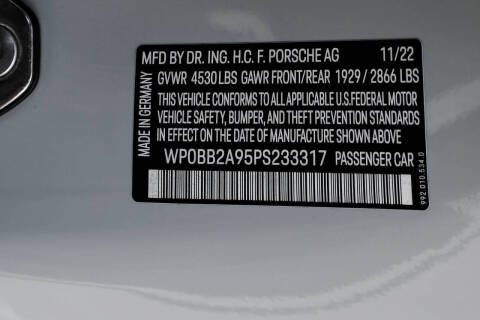 MFD BY DR. ING. H.C. F. PORSCHE AG 11/22
GVWR 4530 LBS GAWR FRONT/REAR 1929 / 2866 LBS
THIS VEHICLE CONFORMS TO ALL APPLICABLE U.S.FEDERAL MOTOR
VEHICLE SAFETY, BUMPER, AND THEFT PREVENTION STANDARDS
IN EFFECT ON THE DATE OF MANUFACTURE SHOWN ABOVE
WP0BB2A95PS233317 PASSENGER CAR
MADE IN GERMANY
992 010 534 D